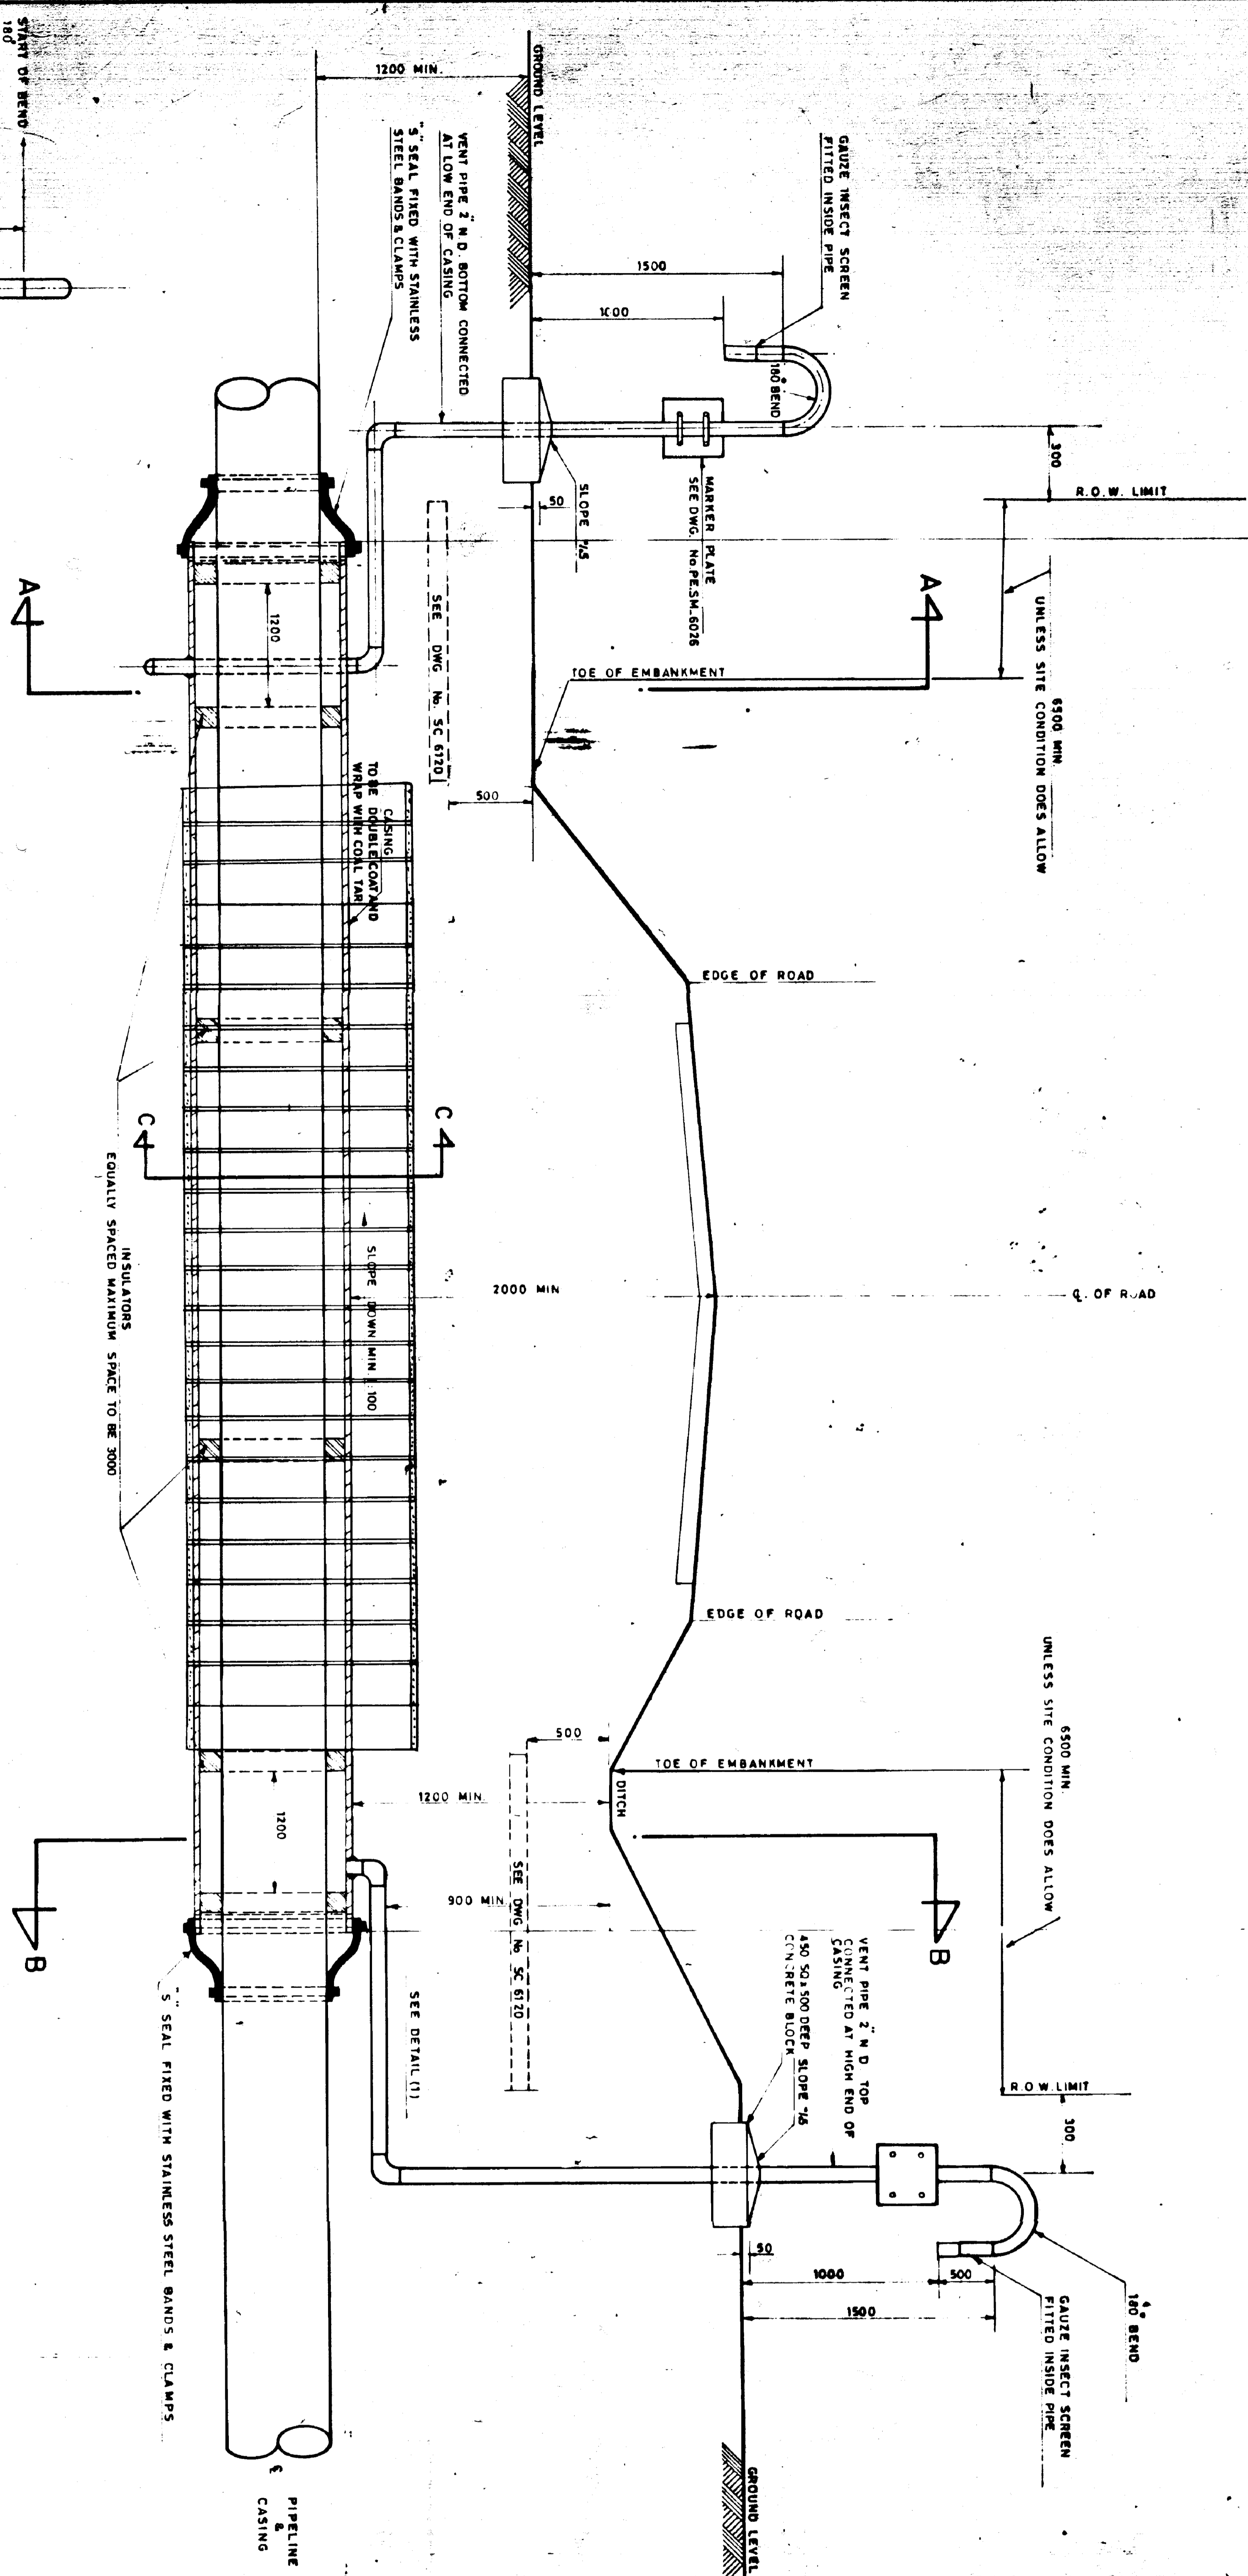 START OF BEND
180°
1200 MIN.
GROUND LEVEL
GAUZE INSECT SCREEN
FITTED INSIDE PIPE
VENT PIPE 2" N D. BOTTOM CONNECTED
AT LOW END OF CASING
"S" SEAL FIXED WITH STAINLESS
STEEL BANDS & CLAMPS
1500
1000
180° BEND
300
R.O.W. LIMIT
6500 MIN.
UNLESS SITE CONDITION DOES ALLOW
MARKER PLATE
SEE DWG. No.PE.SM.6026
SLOPE
50
A
A
SEE DWG No. SC 6120
1200
TOE OF EMBANKMENT
500
CASING
TO BE DOUBLE COAT AND
WRAP WITH COAL TAR
EDGE OF ROAD
C
C
INSULATORS
EQUALLY SPACED MAXIMUM SPACE TO BE 3000
SLOPE DOWN MIN. 1:100
2000 MIN
℄ OF ROAD
EDGE OF ROAD
6500 MIN.
UNLESS SITE CONDITION DOES ALLOW
500
TOE OF EMBANKMENT
DITCH
1200 MIN.
1200
900 MIN
SEE DWG No SC 6120
B
B
"S" SEAL FIXED WITH STAINLESS STEEL BANDS & CLAMPS
SEE DETAIL (1)
VENT PIPE 2" N D TOP
CONNECTED AT HIGH END OF
CASING
450 SQ x 500 DEEP SLOPE
CONCRETE BLOCK
R.O.W. LIMIT
300
50
1000
500
1500
180° BEND
GAUZE INSECT SCREEN
FITTED INSIDE PIPE
GROUND LEVEL
℄ PIPELINE
&
CASING